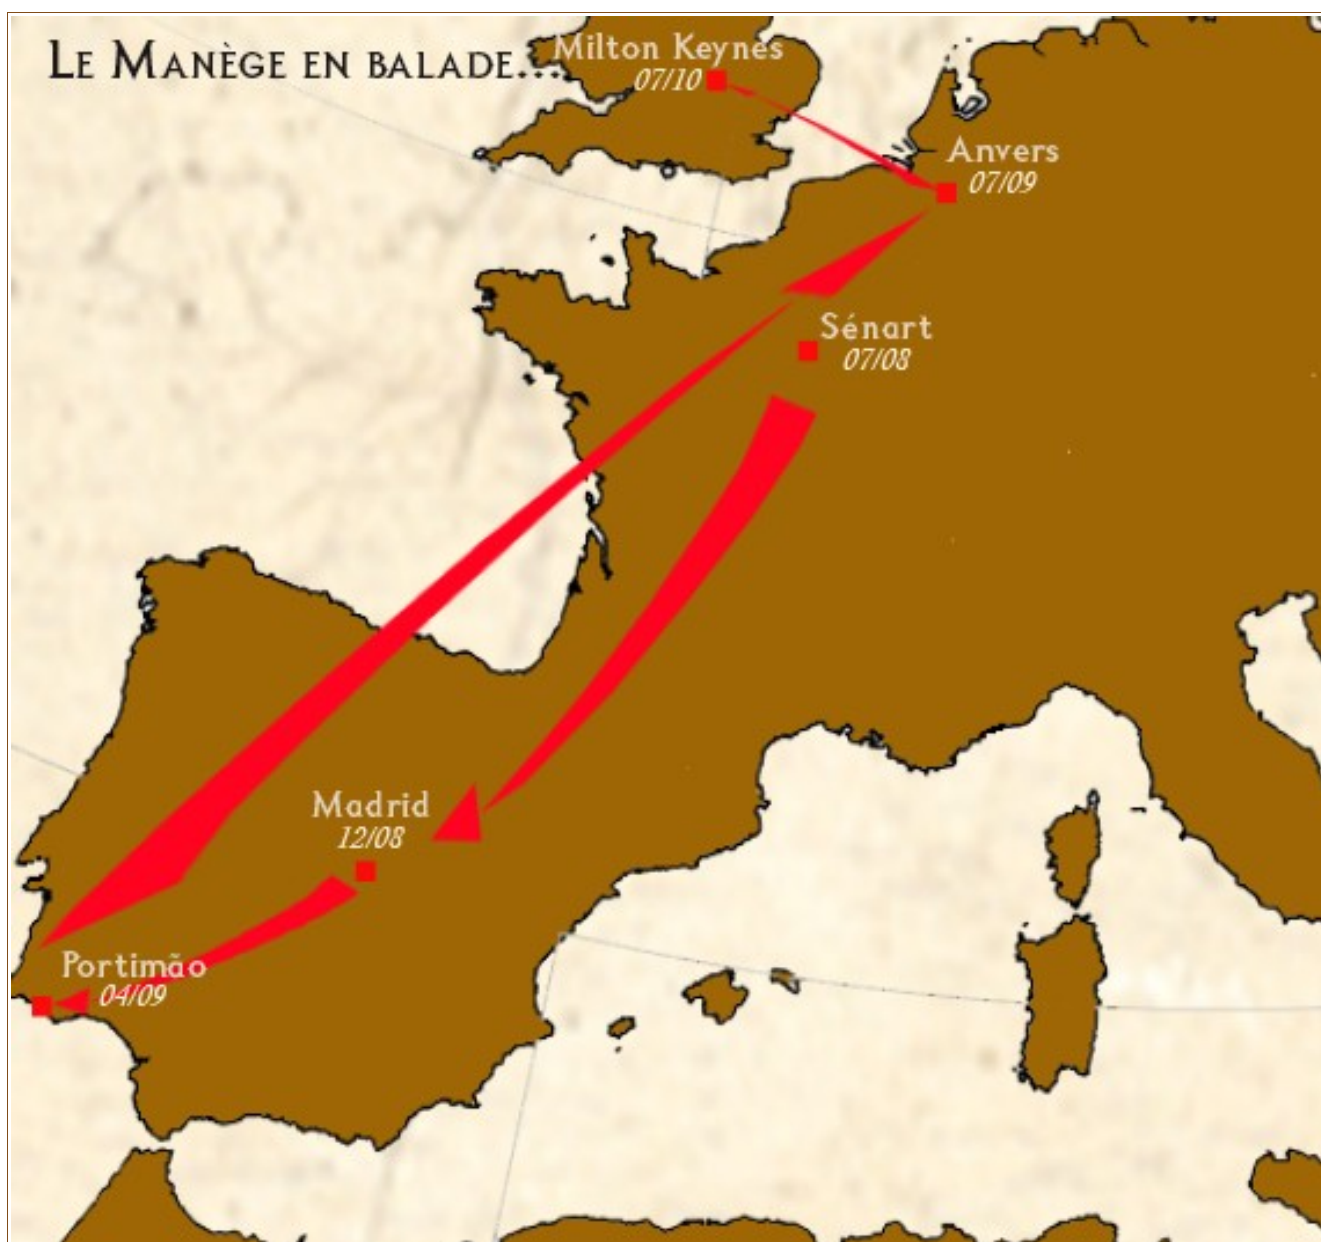 LE MANÈGE EN BALADE...
Milton Keynes
07/10
Anvers
07/09
Sénart
07/08
Madrid
12/08
Portimão
04/09